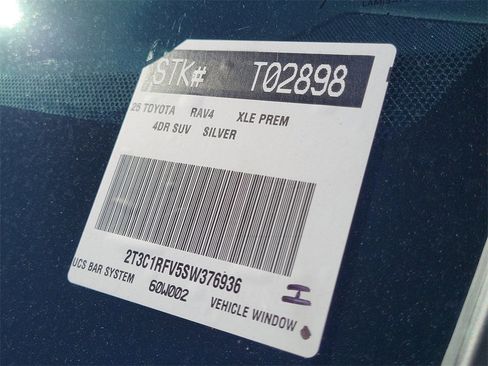 STK# T02898
25 TOYOTA RAV4 XLE PREM
4DR SUV SILVER
2T3C1RFV5SW376936
UCS BAR SYSTEM 60W002 VEHICLE WINDOW
H